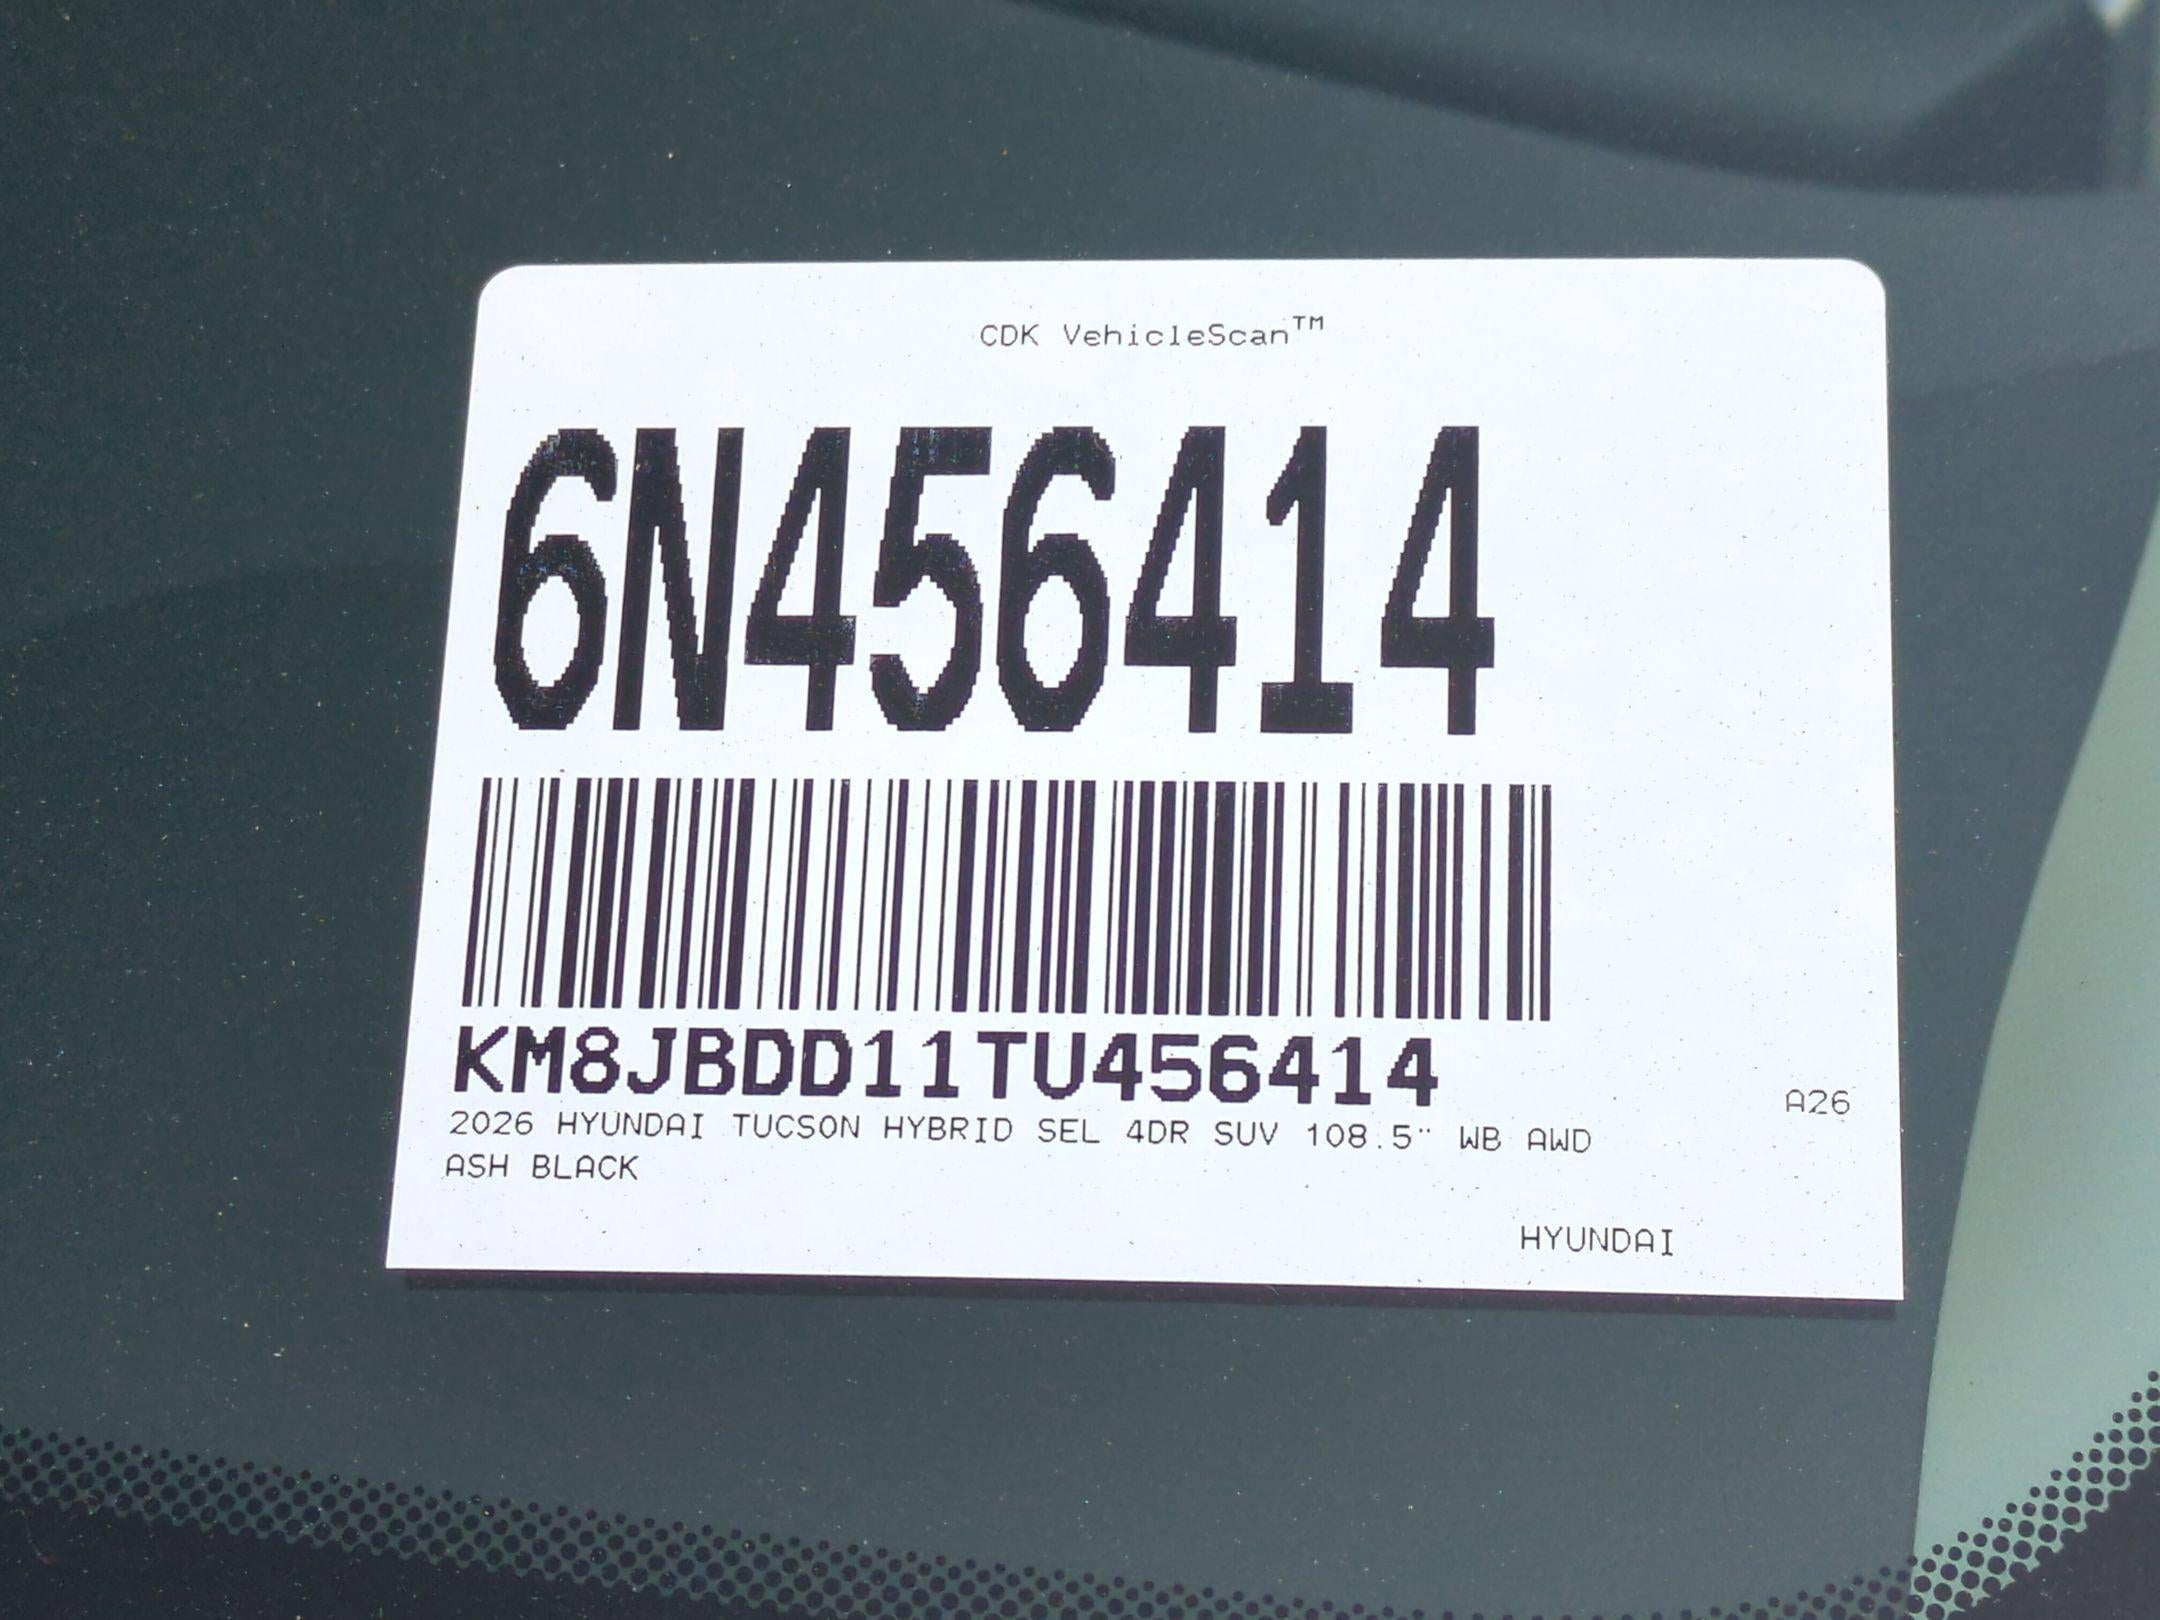 CDK VehicleScan™
6N456414
KM8JBDD11TU456414
A26
2026 HYUNDAI TUCSON HYBRID SEL 4DR SUV 108.5" WB AWD
ASH BLACK
HYUNDAI